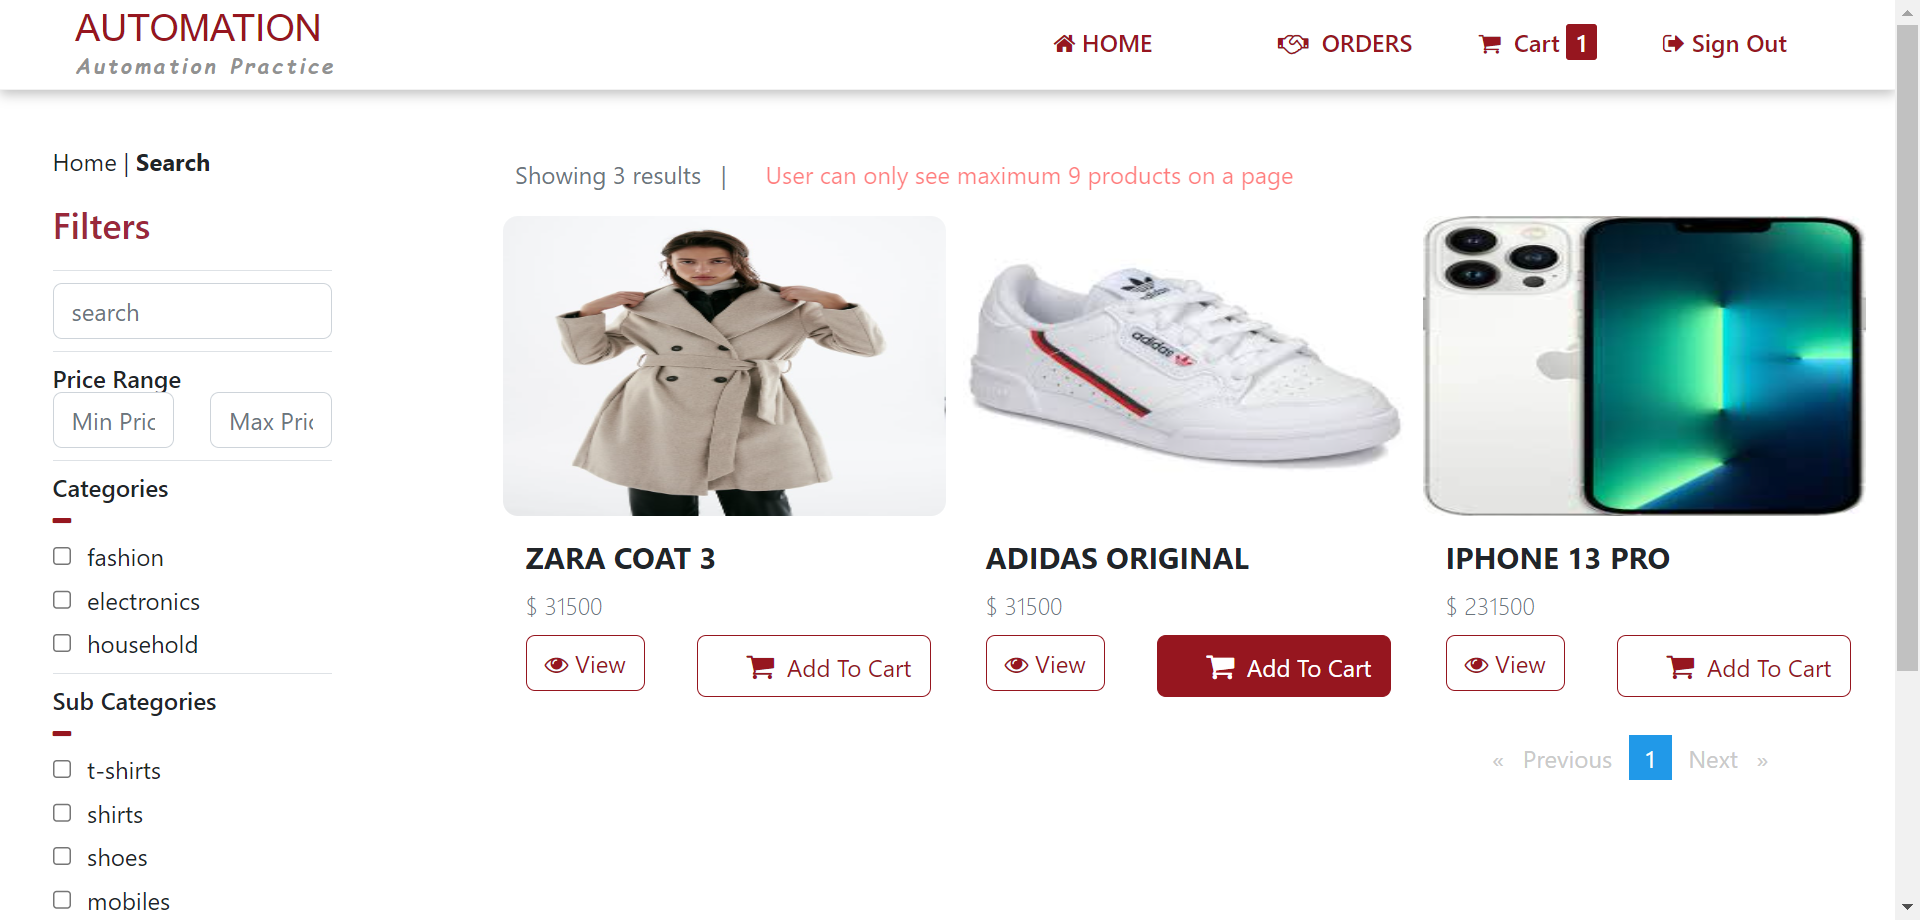 AUTOMATION
Automation Practice
HOME
ORDERS
Cart 1
Sign Out
Home | Search
Filters
search
Price Range
Min Pric
Max Pric
Categories
fashion
electronics
household
Sub Categories
t-shirts
shirts
shoes
mobiles
Showing 3 results |
User can only see maximum 9 products on a page
adidas
adidas
ZARA COAT 3
$ 31500
View
Add To Cart
ADIDAS ORIGINAL
$ 31500
View
Add To Cart
IPHONE 13 PRO
$ 231500
View
Add To Cart
« Previous 1 Next »